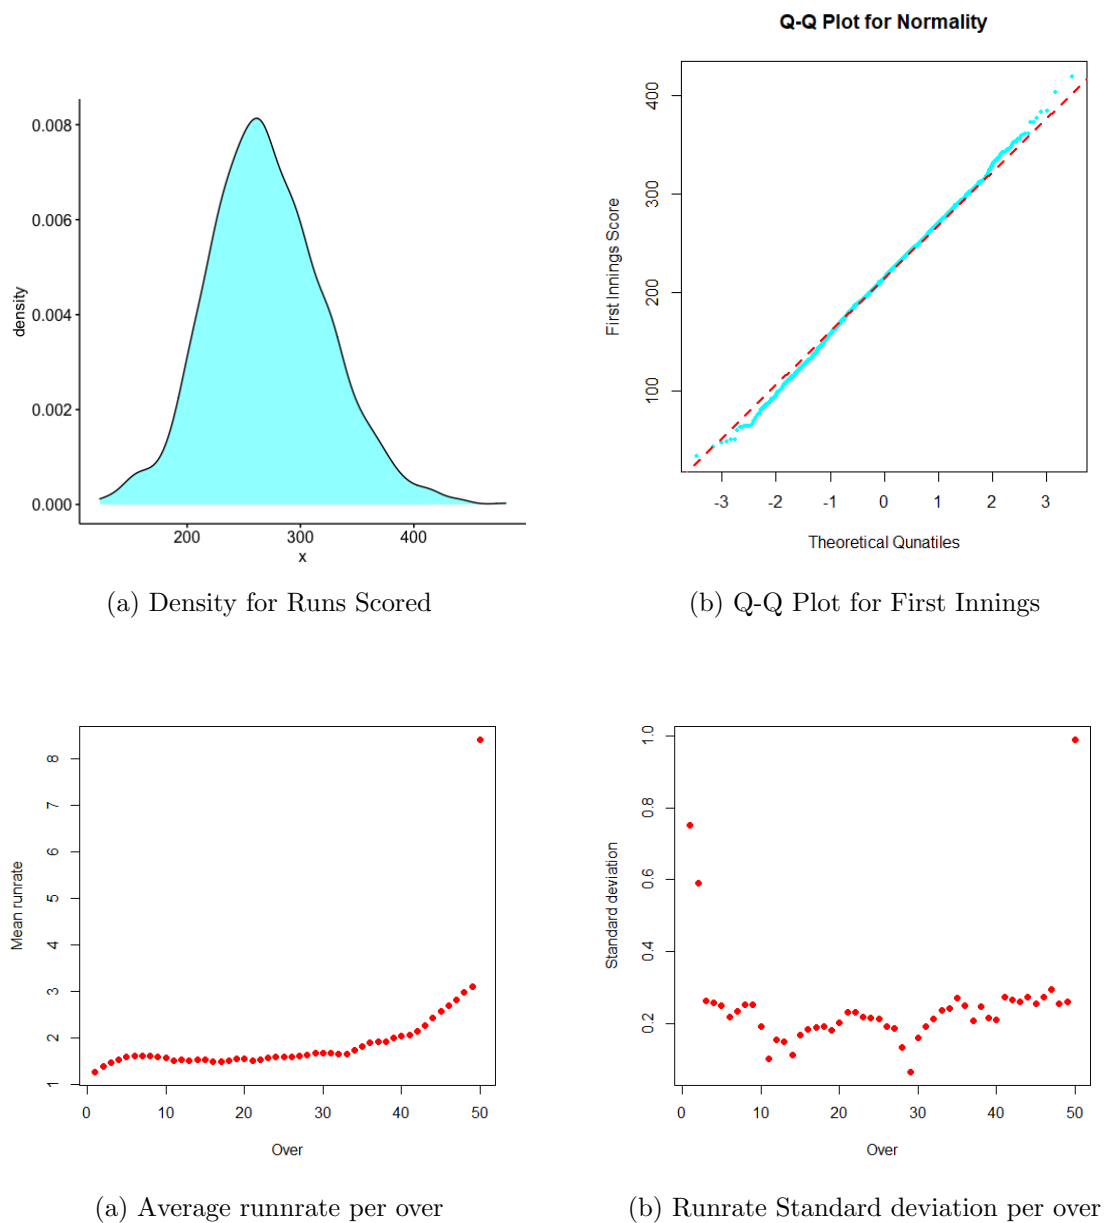 Q-Q Plot for Normality
0.008
0.006
0.004
0.002
0.000
density
200 300 400
x
400
300
200
100
First Innings Score
-3 -2 -1 0 1 2 3
Theoretical Qunatiles
(a) Density for Runs Scored
(b) Q-Q Plot for First Innings
8
7
6
5
4
3
2
1
Mean runrate
0 10 20 30 40 50
Over
1.0
0.8
0.6
0.4
0.2
Standard deviation
0 10 20 30 40 50
Over
(a) Average runnrate per over
(b) Runrate Standard deviation per over